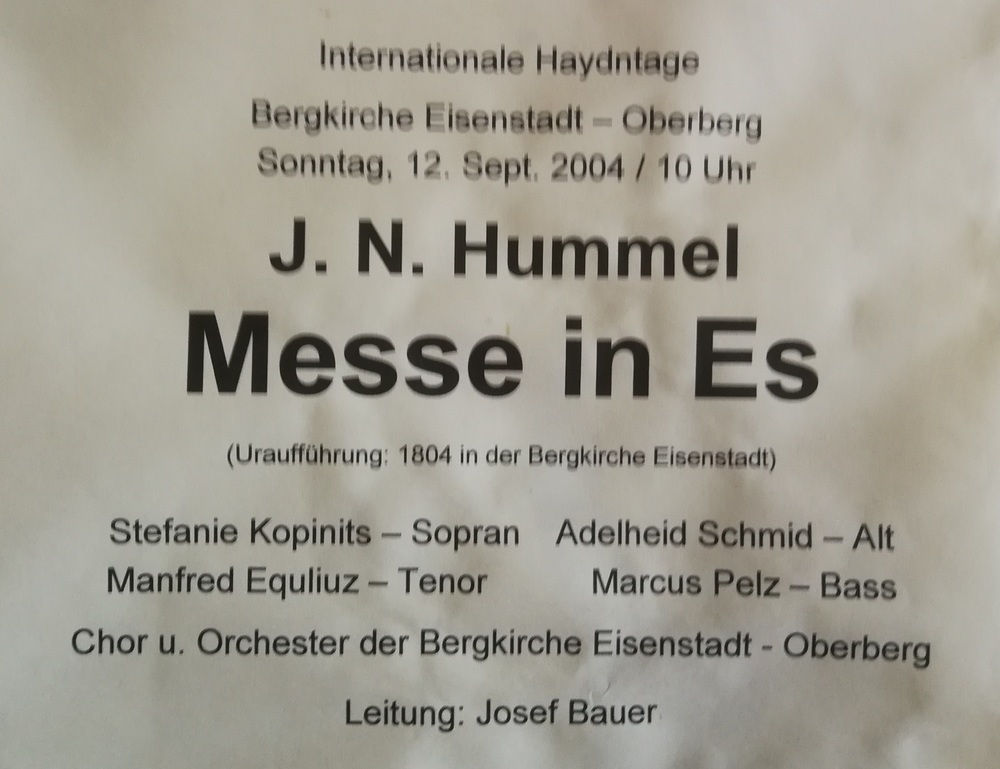 Internationale Haydntage
Bergkirche Eisenstadt – Oberberg
Sonntag, 12. Sept. 2004 / 10 Uhr
J. N. Hummel
Messe in Es
(Uraufführung: 1804 in der Bergkirche Eisenstadt)
Stefanie Kopinits – Sopran Adelheid Schmid – Alt
Manfred Equliuz – Tenor Marcus Pelz – Bass
Chor u. Orchester der Bergkirche Eisenstadt - Oberberg
Leitung: Josef Bauer